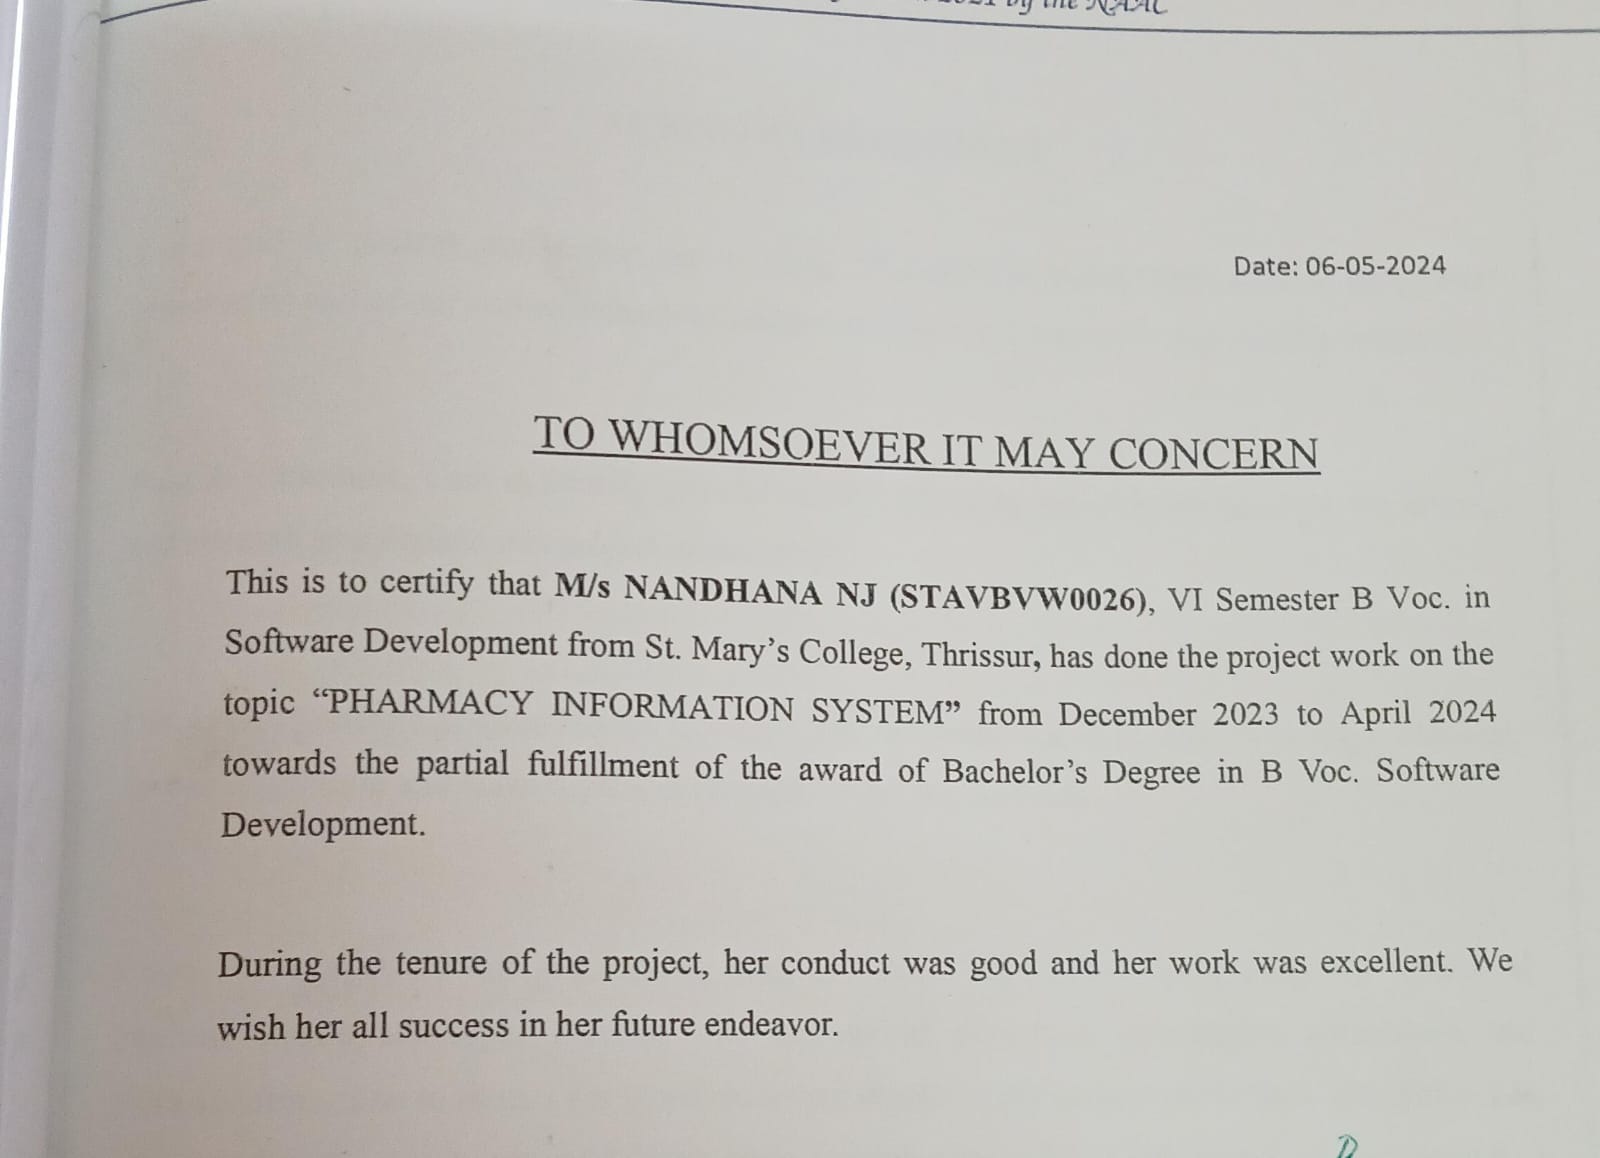 by the NAAC
Date: 06-05-2024
TO WHOMSOEVER IT MAY CONCERN
This is to certify that M/s NANDHANA NJ (STAVBVW0026), VI Semester B Voc. in
Software Development from St. Mary’s College, Thrissur, has done the project work on the
topic “PHARMACY INFORMATION SYSTEM” from December 2023 to April 2024
towards the partial fulfillment of the award of Bachelor’s Degree in B Voc. Software
Development.
During the tenure of the project, her conduct was good and her work was excellent. We
wish her all success in her future endeavor.